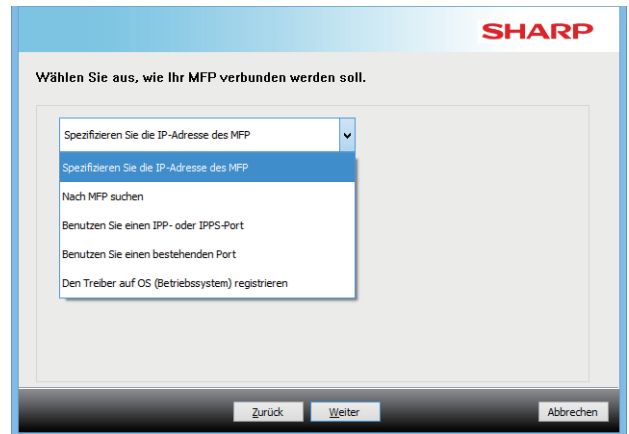 SHARP
Wählen Sie aus, wie Ihr MFP verbunden werden soll.
Spezifizieren Sie die IP-Adresse des MFP
Spezifizieren Sie die IP-Adresse des MFP
Nach MFP suchen
Benutzen Sie einen IPP- oder IPPS-Port
Benutzen Sie einen bestehenden Port
Den Treiber auf OS (Betriebssystem) registrieren
Zurück Weiter Abbrechen